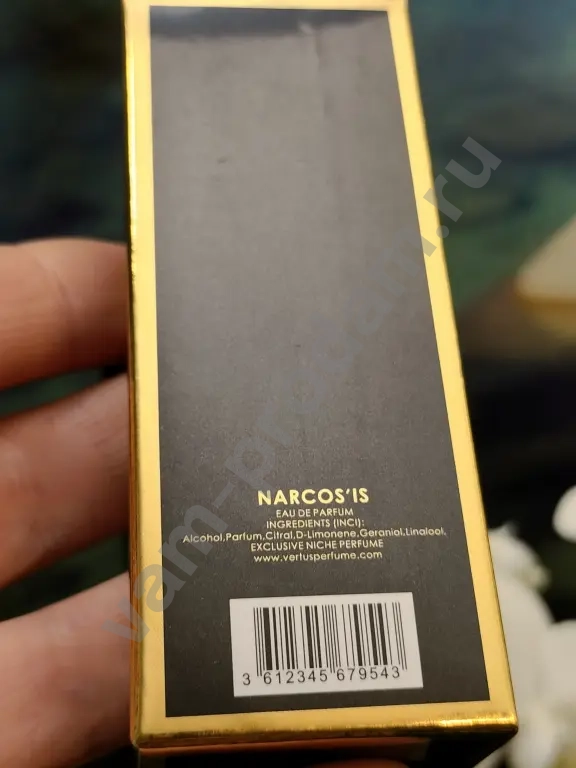 NARCOS'IS
EAU DE PARFUM
INGREDIENTS (INCI):
Alcohol,Parfum,Citral,D-Limonene,Geraniol,Linalool,
EXCLUSIVE NICHE PERFUME
www.vertusperfume.com
3 612345 679543